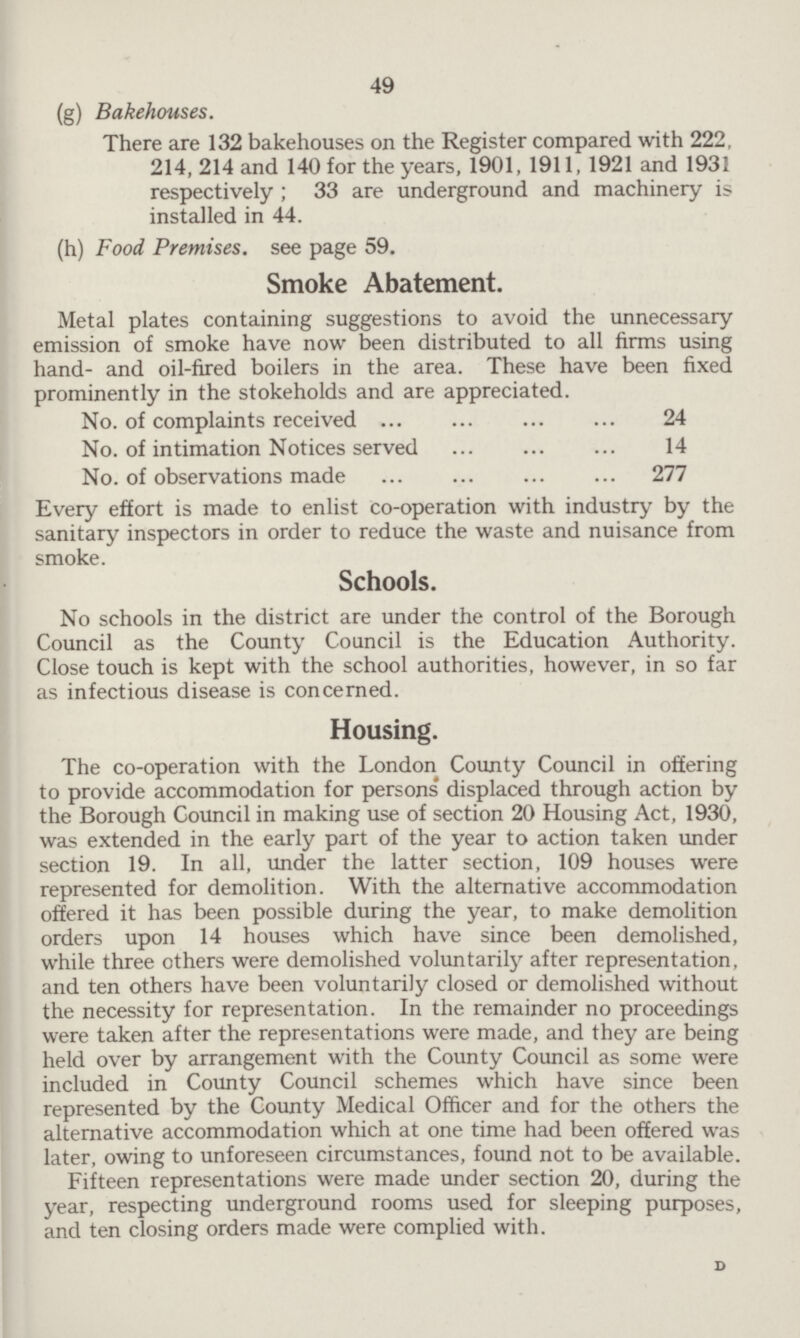 49
(g) Bakehouses.
There are 132 bakehouses on the Register compared with 222,
214, 214 and 140 for the years, 1901, 1911, 1921 and 1931
respectively ; 33 are underground and machinery is
installed in 44.
(h) Food Premises. see page 59.
Smoke Abatement.
Metal plates containing suggestions to avoid the unnecessary
emission of smoke have now been distributed to all firms using
hand- and oil-fired boilers in the area. These have been fixed
prominently in the stokeholds and are appreciated.
No. of complaints received ... ... ... ... 24
No. of intimation Notices served ... ... ... 14
No. of observations made ... ... ... ... 277
Every effort is made to enlist co-operation with industry by the
sanitary inspectors in order to reduce the waste and nuisance from
smoke.
Schools.
No schools in the district are under the control of the Borough
Council as the County Council is the Education Authority.
Close touch is kept with the school authorities, however, in so far
as infectious disease is concerned.
Housing.
The co-operation with the London County Council in offering
to provide accommodation for persons displaced through action by
the Borough Council in making use of section 20 Housing Act, 1930,
was extended in the early part of the year to action taken under
section 19. In all, under the latter section, 109 houses were
represented for demolition. With the alternative accommodation
offered it has been possible during the year, to make demolition
orders upon 14 houses which have since been demolished,
while three others were demolished voluntarily after representation,
and ten others have been voluntarily closed or demolished without
the necessity for representation. In the remainder no proceedings
were taken after the representations were made, and they are being
held over by arrangement with the County Council as some were
included in County Council schemes which have since been
represented by the County Medical Officer and for the others the
alternative accommodation which at one time had been offered was
later, owing to unforeseen circumstances, found not to be available.
Fifteen representations were made under section 20, during the
year, respecting underground rooms used for sleeping purposes,
and ten closing orders made were complied with.
D